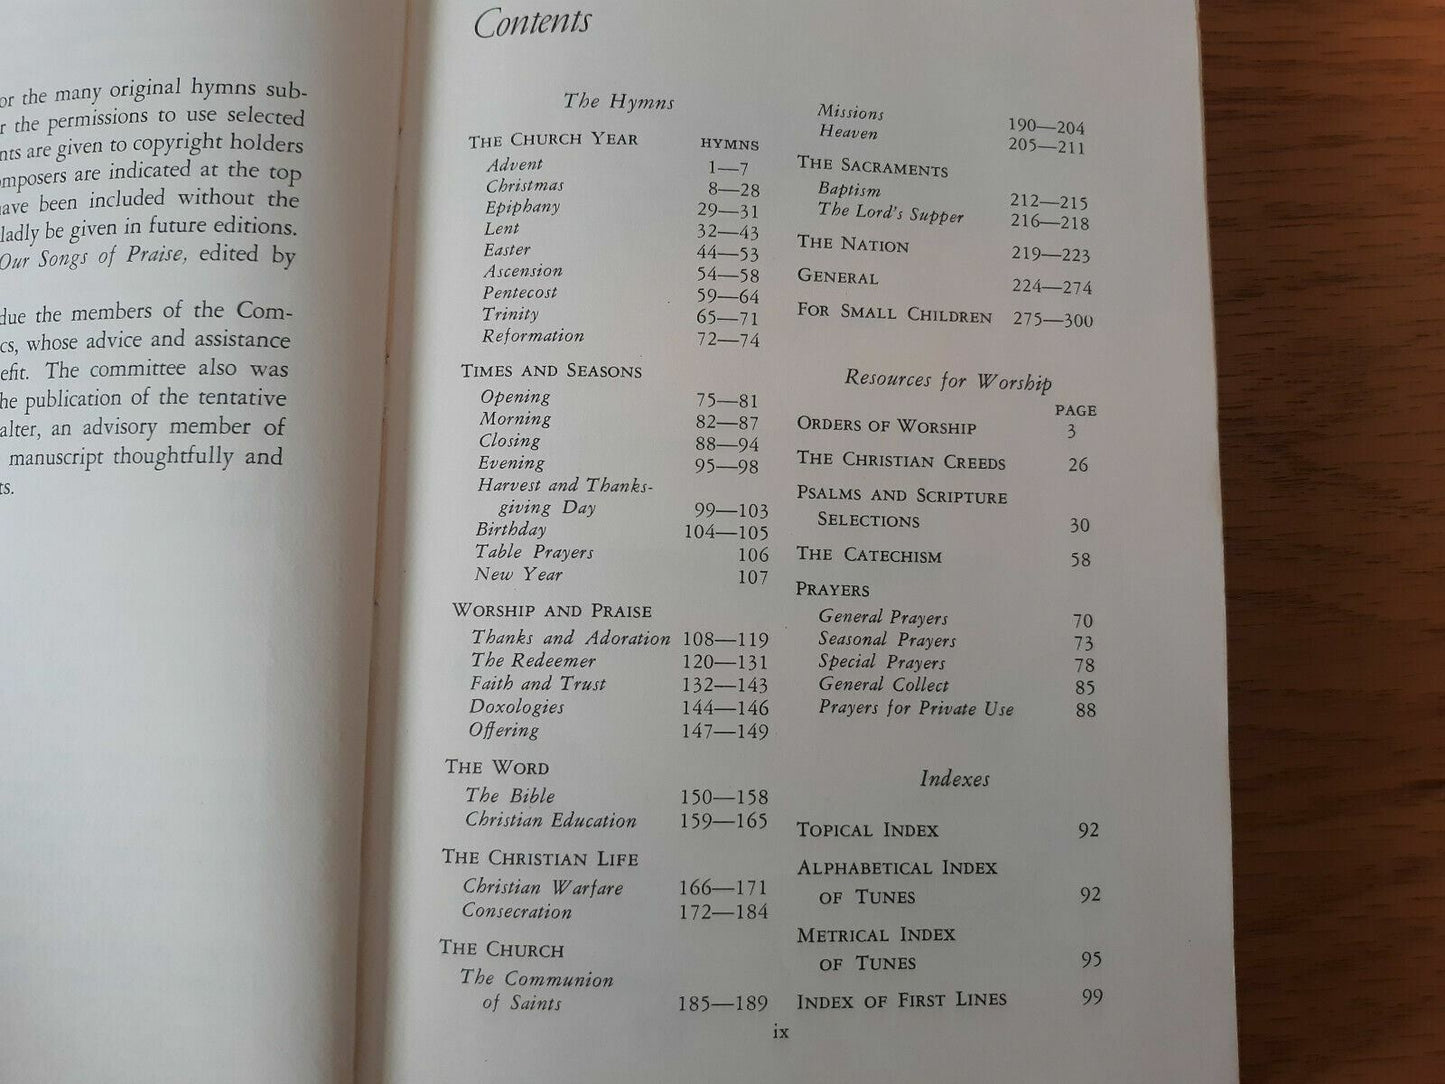 or the many original hymns sub-
r the permissions to use selected
nts are given to copyright holders
omposers are indicated at the top
have been included without the
ladly be given in future editions.
Our Songs of Praise, edited by
due the members of the Com-
cs, whose advice and assistance
efit. The committee also was
he publication of the tentative
alter, an advisory member of
manuscript thoughtfully and
ts.
Contents
The Hymns
THE CHURCH YEAR HYMNS
Advent 1—7
Christmas 8—28
Epiphany 29—31
Lent 32—43
Easter 44—53
Ascension 54—58
Pentecost 59—64
Trinity 65—71
Reformation 72—74
TIMES AND SEASONS
Opening 75—81
Morning 82—87
Closing 88—94
Evening 95—98
Harvest and Thanks-
giving Day 99—103
Birthday 104—105
Table Prayers 106
New Year 107
WORSHIP AND PRAISE
Thanks and Adoration 108—119
The Redeemer 120—131
Faith and Trust 132—143
Doxologies 144—146
Offering 147—149
THE WORD
The Bible 150—158
Christian Education 159—165
THE CHRISTIAN LIFE
Christian Warfare 166—171
Consecration 172—184
THE CHURCH
The Communion
of Saints 185—189
Missions 190—204
Heaven 205—211
THE SACRAMENTS
Baptism 212—215
The Lord's Supper 216—218
THE NATION 219—223
GENERAL 224—274
FOR SMALL CHILDREN 275—300
Resources for Worship
PAGE
ORDERS OF WORSHIP 3
THE CHRISTIAN CREEDS 26
PSALMS AND SCRIPTURE
SELECTIONS 30
THE CATECHISM 58
PRAYERS
General Prayers 70
Seasonal Prayers 73
Special Prayers 78
General Collect 85
Prayers for Private Use 88
Indexes
TOPICAL INDEX 92
ALPHABETICAL INDEX
OF TUNES 92
METRICAL INDEX
OF TUNES 95
INDEX OF FIRST LINES 99
ix